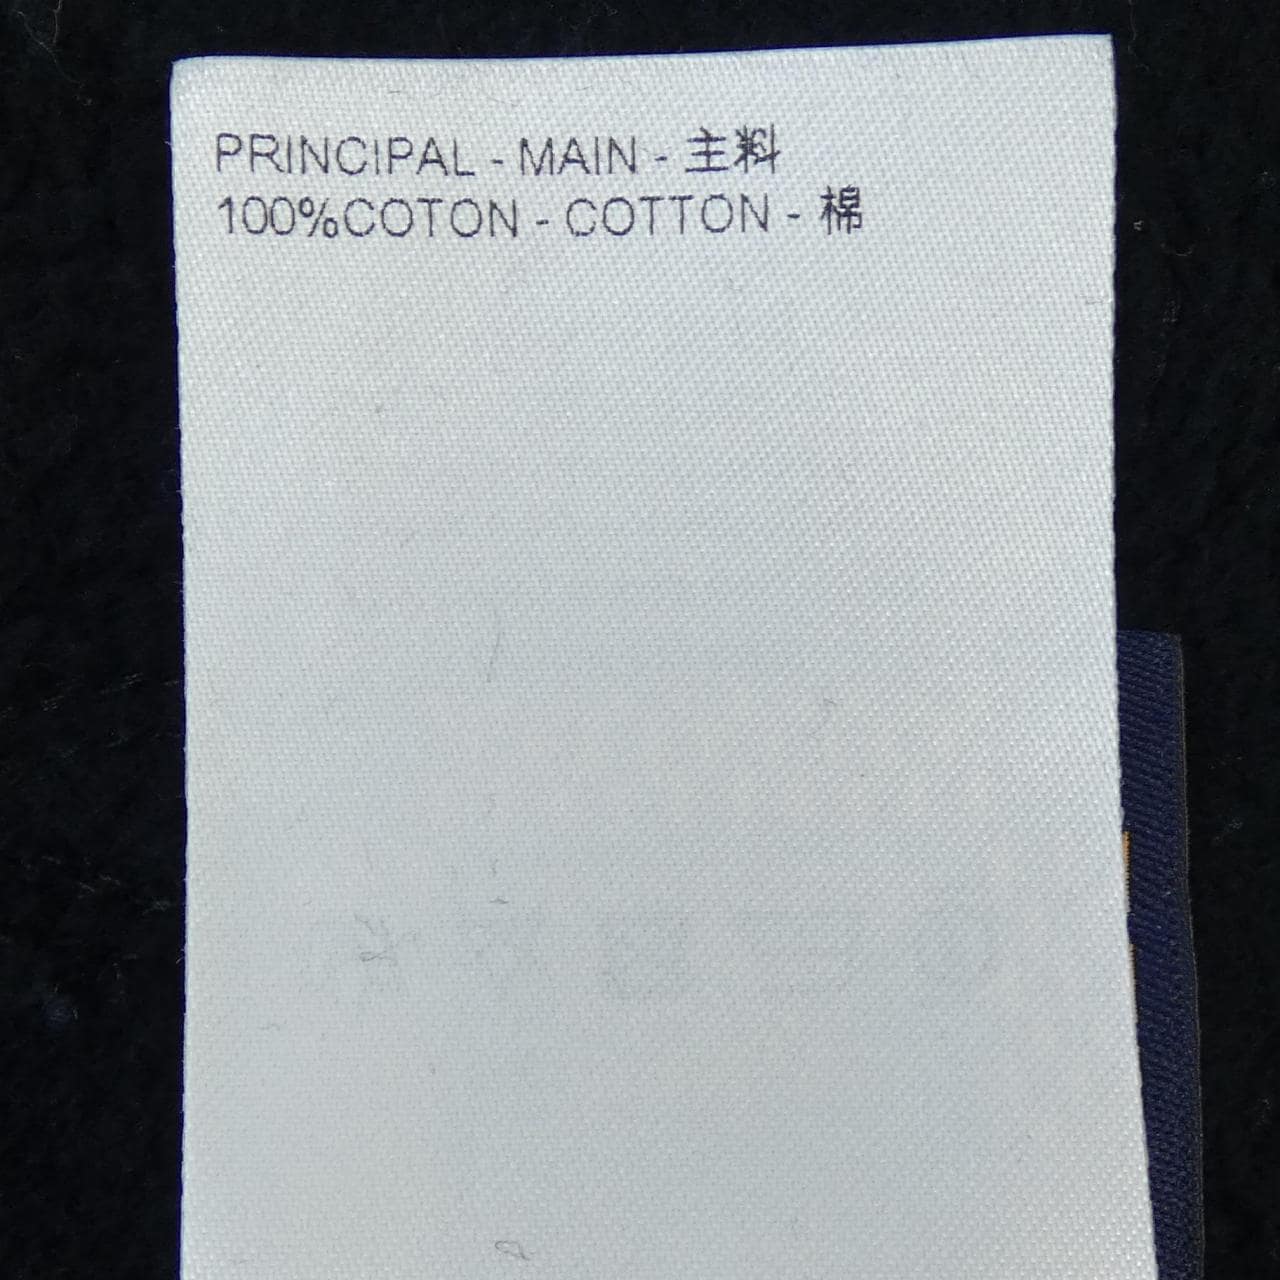 PRINCIPAL - MAIN - 主料
100%COTON - COTTON - 棉